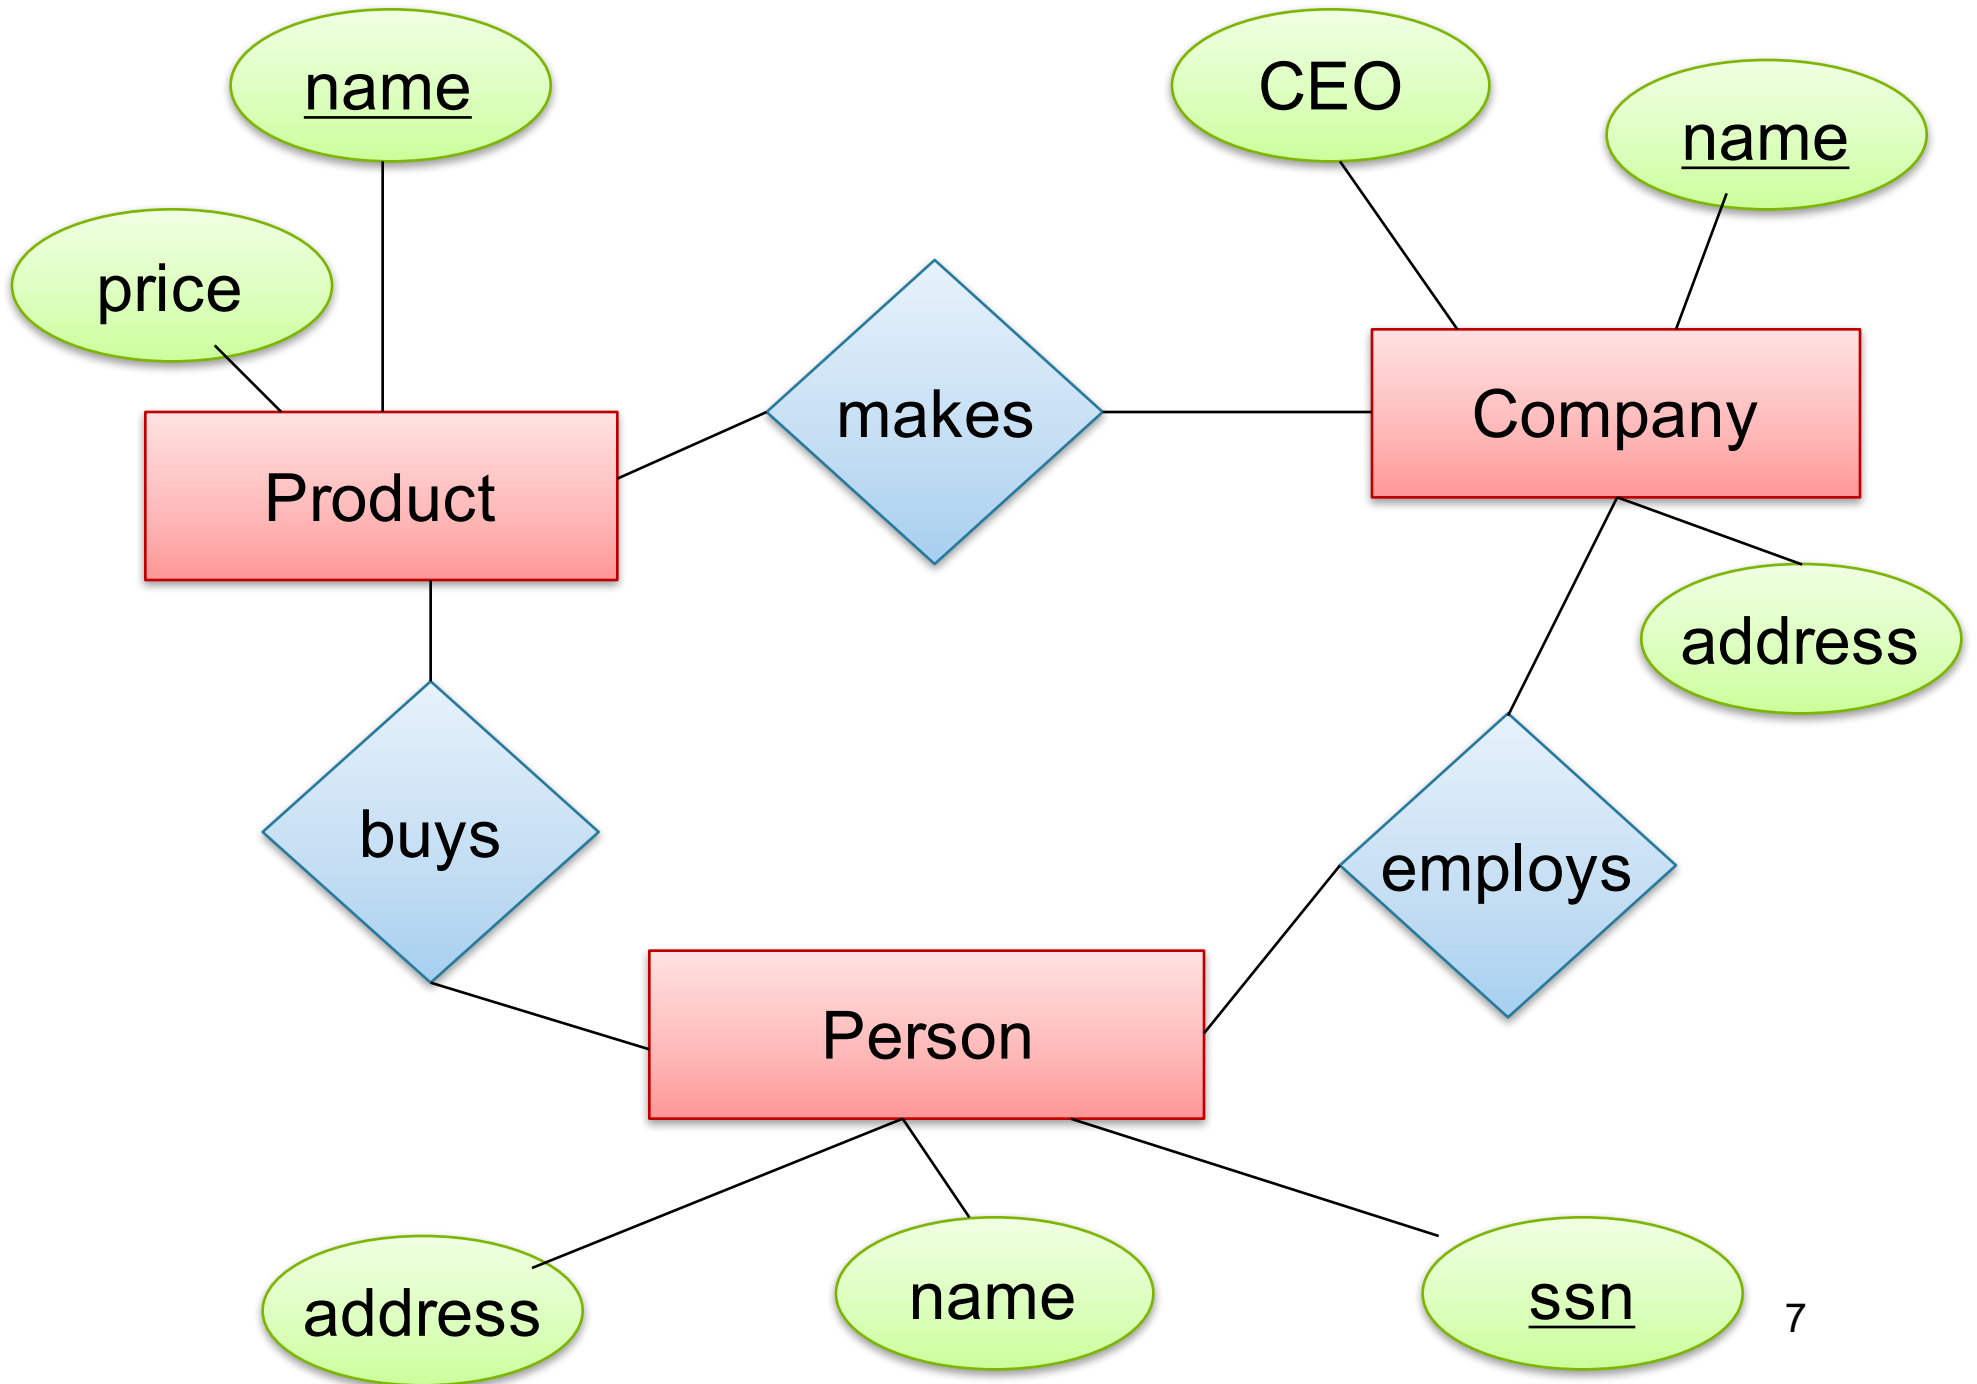 name
CEO
name
price
makes
Company
Product
address
buys
employs
Person
address
name
ssn
7